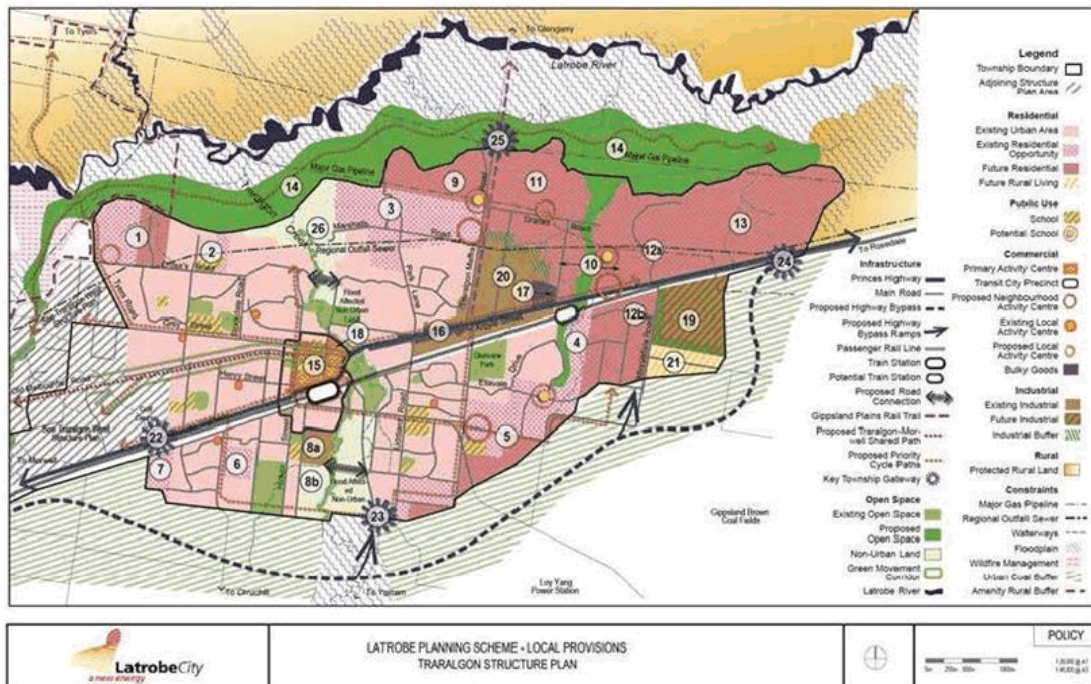 To Tyers
To Glengarry
Latrobe River
14
Major Gas Pipeline
25
14
Major Gas Pipeline
9
11
3
26
Marshalls
Road
Creek
Regional Outfall Sewer
1
2
13
12a
10
To Rosedale
24
20
17
Flood
Affected
Non-Urban
Land
18
16
12b
19
15
4
21
Park
22
To Morwell
5
7
6
8a
8b
Flood Affect-
ed
Non-Urban
23
Gippsland Brown
Coal Fields
Loy Yang
Power Station
To Churchill
To Yarram
Legend
Township Boundary
Adjoining Structure
Plan Area
Residential
Existing Urban Area
Existing Residential
Opportunity
Future Residential
Future Rural Living
Public Use
School
Potential School
Commercial
Primary Activity Centre
Transit City Precinct
Proposed Neighbourhood
Activity Centre
Existing Local
Activity Centre
Proposed Local
Activity Centre
Bulky Goods
Industrial
Existing Industrial
Future Industrial
Industrial Buffer
Rural
Protected Rural Land
Constraints
Major Gas Pipeline
Regional Outfall Sewer
Waterways
Floodplain
Wildfire Management
Urban Coal Buffer
Amenity Rural Buffer
Infrastructure
Princes Highway
Main Road
Proposed Highway Bypass
Proposed Highway
Bypass Ramps
Passenger Rail Line
Train Station
Potential Train Station
Proposed Road
Connection
Gippsland Plains Rail Trail
Proposed Traralgon-Mor-
well Shared Path
Proposed Priority
Cycle Paths
Key Township Gateway
Open Space
Existing Open Space
Proposed
Open Space
Non-Urban Land
Green Movement
Corridor
Latrobe River
LatrobeCity
a new energy
LATROBE PLANNING SCHEME - LOCAL PROVISIONS
TRARALGON STRUCTURE PLAN
POLICY